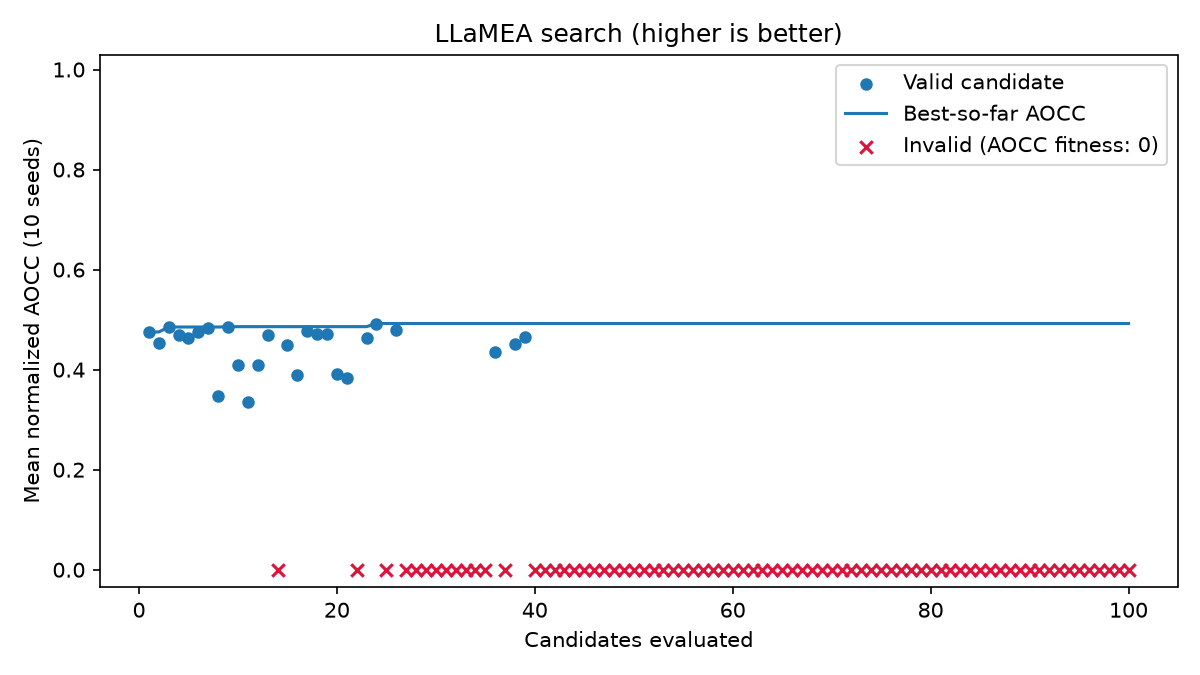 LLaMEA search (higher is better)
Valid candidate
Best-so-far AOCC
Invalid (AOCC fitness: 0)
Mean normalized AOCC (10 seeds)
1.0
0.8
0.6
0.4
0.2
0.0
0 20 40 60 80 100
Candidates evaluated